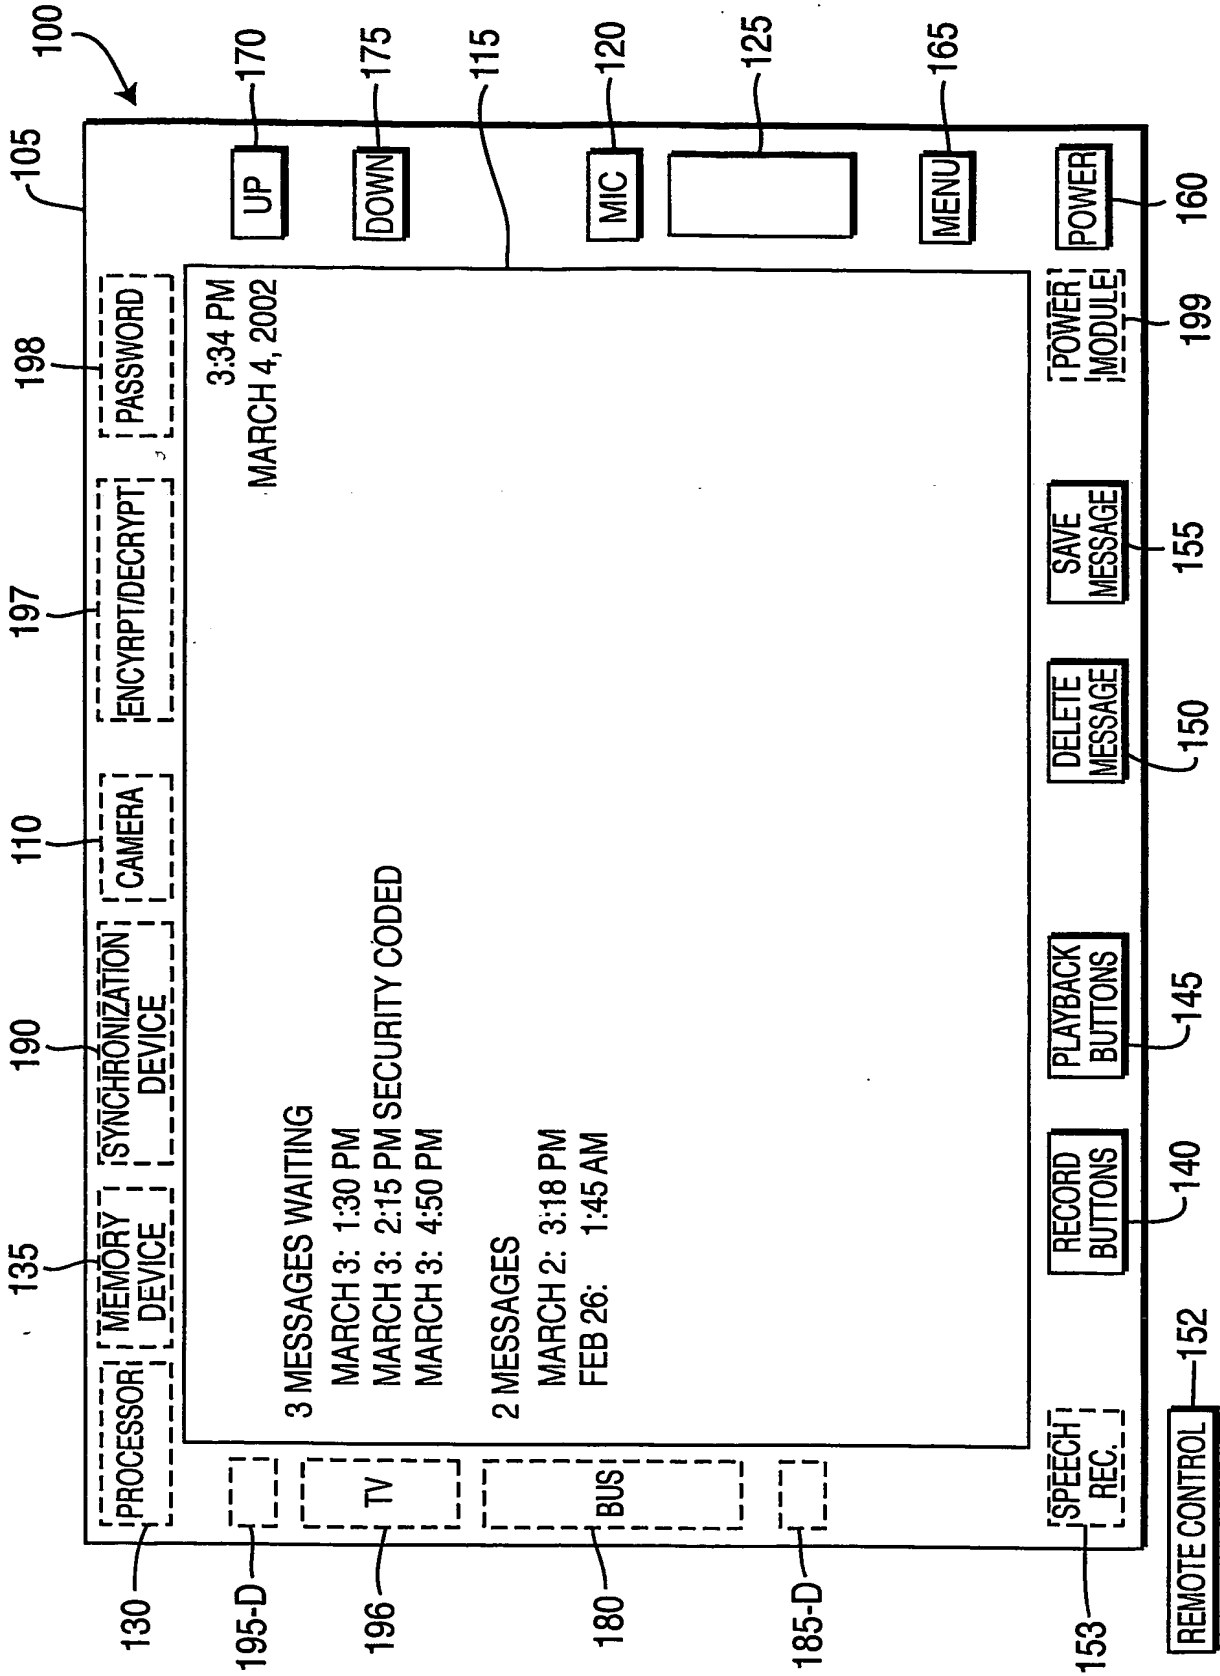 100
105
198
197
110
190
135
130
PROCESSOR
MEMORY
DEVICE
SYNCHRONIZATION
DEVICE
CAMERA
ENCYRPT/DECRYPT
PASSWORD
195-D
196
TV
180
BUS
185-D
153
SPEECH
REC.
3:34 PM
MARCH 4, 2002
3 MESSAGES WAITING
MARCH 3: 1:30 PM
MARCH 3: 2:15 PM SECURITY CODED
MARCH 3: 4:50 PM
2 MESSAGES
MARCH 2: 3:18 PM
FEB 26: 1:45 AM
UP
170
DOWN
175
115
MIC
120
125
MENU
165
POWER
160
RECORD
BUTTONS
PLAYBACK
BUTTONS
DELETE
MESSAGE
SAVE
MESSAGE
POWER
MODULE
140
145
150
155
199
REMOTE CONTROL
152